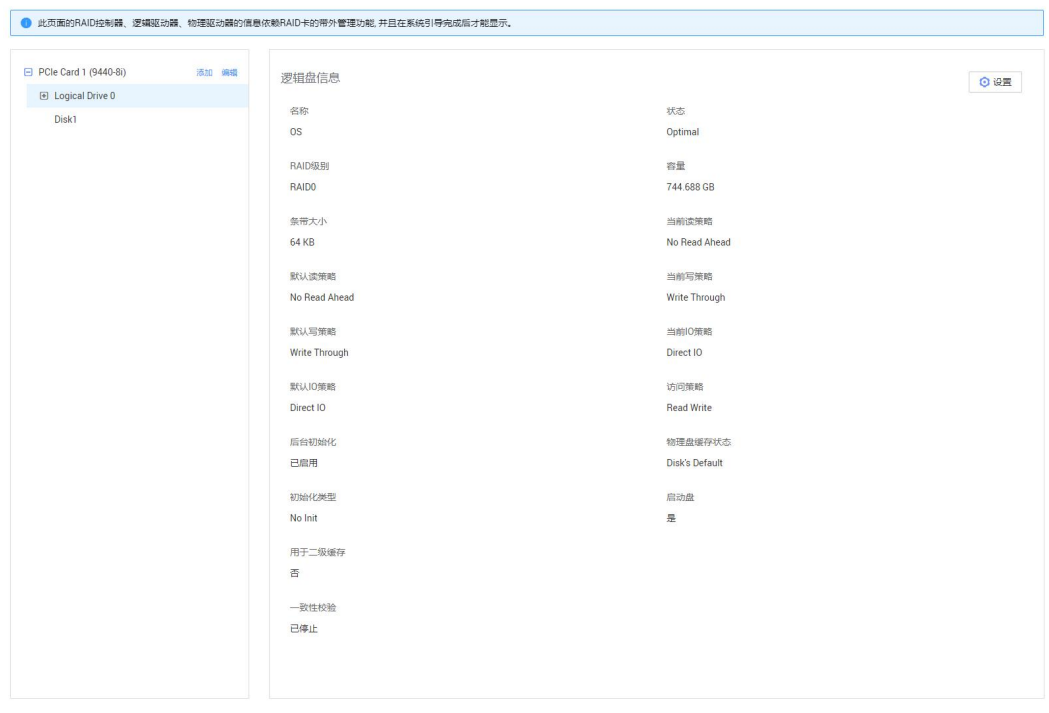 此页面的RAID控制器、逻辑驱动器、物理驱动器的信息依赖RAID卡的带外管理功能, 并且在系统引导完成后才能显示。
PCIe Card 1 (9440-8i) 添加 编辑
Logical Drive 0
Disk1
逻辑盘信息
设置
名称 状态
OS Optimal
RAID级别 容量
RAID0 744.688 GB
条带大小 当前读策略
64 KB No Read Ahead
默认读策略 当前写策略
No Read Ahead Write Through
默认写策略 当前IO策略
Write Through Direct IO
默认IO策略 访问策略
Direct IO Read Write
后台初始化 物理盘缓存状态
已启用 Disk's Default
初始化类型 启动盘
No Init 是
用于二级缓存
否
一致性校验
已停止